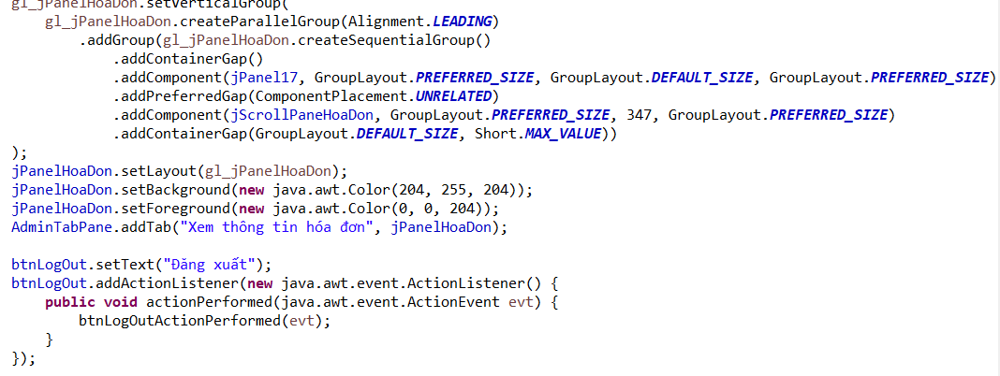 gl_jPanelHoaDon.setVerticalGroup(
gl_jPanelHoaDon.createParallelGroup(Alignment.LEADING)
.addGroup(gl_jPanelHoaDon.createSequentialGroup()
.addContainerGap()
.addComponent(jPanel17, GroupLayout.PREFERRED_SIZE, GroupLayout.DEFAULT_SIZE, GroupLayout.PREFERRED_SIZE)
.addPreferredGap(ComponentPlacement.UNRELATED)
.addComponent(jScrollPaneHoaDon, GroupLayout.PREFERRED_SIZE, 347, GroupLayout.PREFERRED_SIZE)
.addContainerGap(GroupLayout.DEFAULT_SIZE, Short.MAX_VALUE))
);
jPanelHoaDon.setLayout(gl_jPanelHoaDon);
jPanelHoaDon.setBackground(new java.awt.Color(204, 255, 204));
jPanelHoaDon.setForeground(new java.awt.Color(0, 0, 204));
AdminTabPane.addTab("Xem thông tin hóa đơn", jPanelHoaDon);
btnLogOut.setText("Đăng xuất");
btnLogOut.addActionListener(new java.awt.event.ActionListener() {
public void actionPerformed(java.awt.event.ActionEvent evt) {
btnLogOutActionPerformed(evt);
}
});